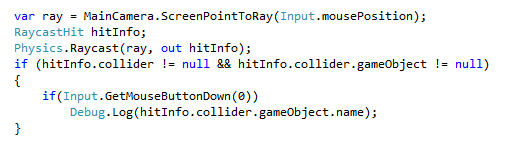 var ray = MainCamera.ScreenPointToRay(Input.mousePosition);
RaycastHit hitInfo;
Physics.Raycast(ray, out hitInfo);
if (hitInfo.collider != null && hitInfo.collider.gameObject != null)
{
    if(Input.GetMouseButtonDown(0))
        Debug.Log(hitInfo.collider.gameObject.name);
}